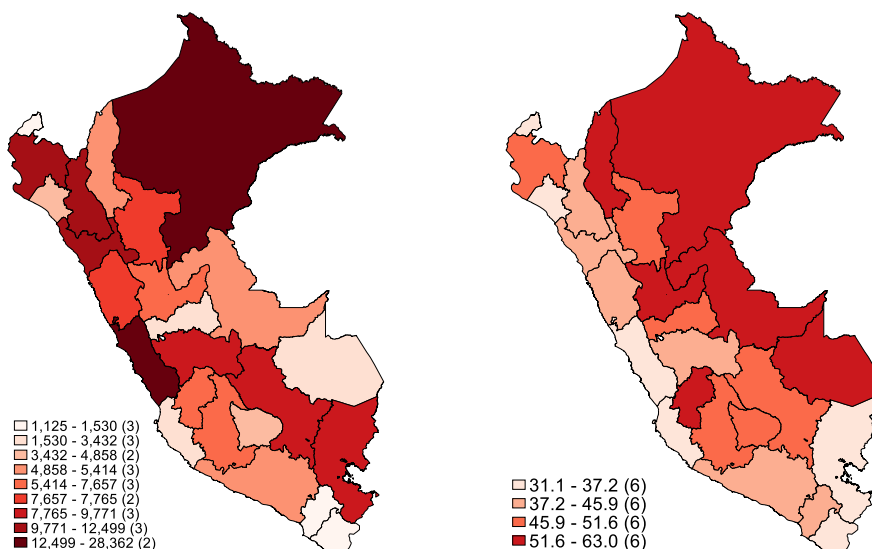 1,125 - 1,530 (3)
1,530 - 3,432 (3)
3,432 - 4,858 (2)
4,858 - 5,414 (3)
5,414 - 7,657 (3)
7,657 - 7,765 (2)
7,765 - 9,771 (3)
9,771 - 12,499 (3)
12,499 - 28,362 (2)
31.1 - 37.2 (6)
37.2 - 45.9 (6)
45.9 - 51.6 (6)
51.6 - 63.0 (6)